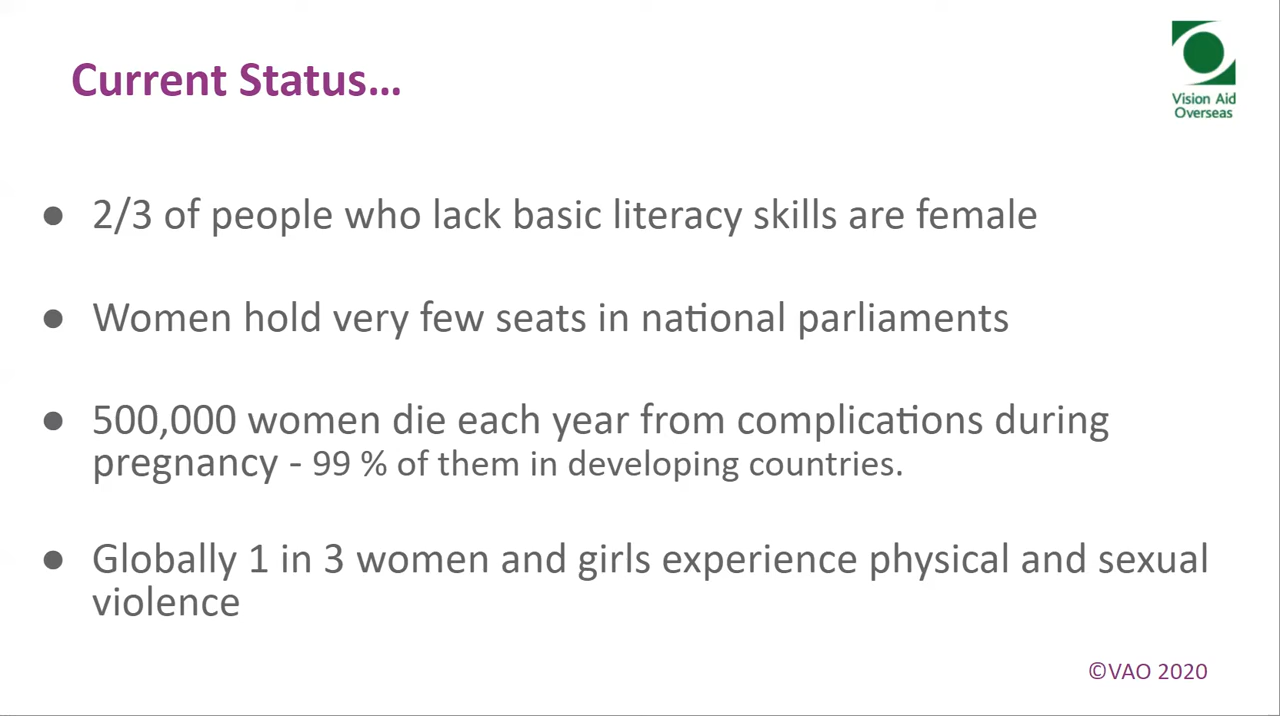 Current Status...
Vision Aid
Overseas
● 2/3 of people who lack basic literacy skills are female
● Women hold very few seats in national parliaments
● 500,000 women die each year from complications during
pregnancy - 99 % of them in developing countries.
● Globally 1 in 3 women and girls experience physical and sexual
violence
©VAO 2020